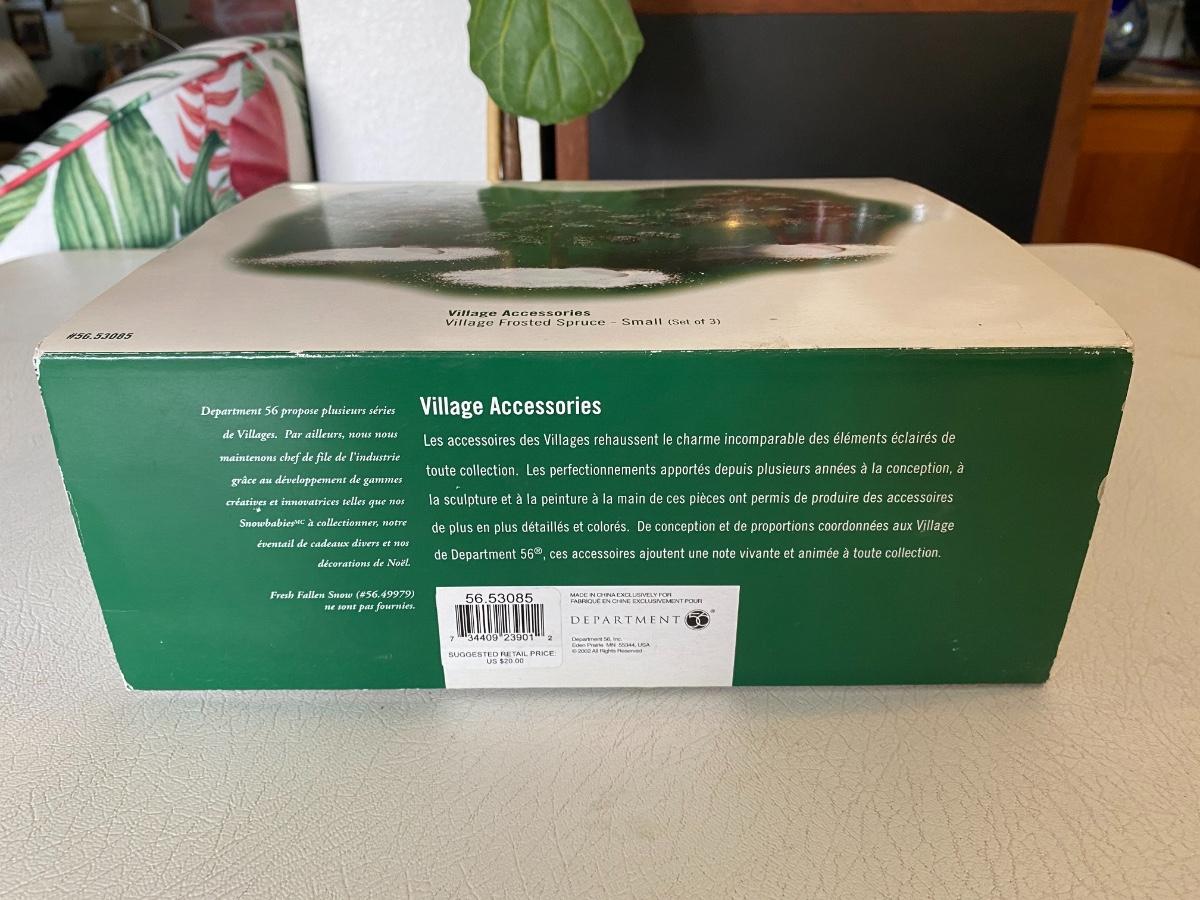 Village Accessories
Village Frosted Spruce - Small (Set of 3)
#56.53085
Department 56 propose plusieurs séries
de Villages. Par ailleurs, nous nous
maintenons chef de file de l'industrie
grâce au développement de gammes
créatives et innovatrices telles que nos
Snowbabies™ᶜ à collectionner, notre
éventail de cadeaux divers et nos
décorations de Noël.
Fresh Fallen Snow (#56.49979)
ne sont pas fournies.
Village Accessories
Les accessoires des Villages rehaussent le charme incomparable des éléments éclairés de
toute collection. Les perfectionnements apportés depuis plusieurs années à la conception, à
la sculpture et à la peinture à la main de ces pièces ont permis de produire des accessoires
de plus en plus détaillés et colorés. De conception et de proportions coordonnées aux Village
de Department 56®, ces accessoires ajoutent une note vivante et animée à toute collection.
56.53085
7 34409 23901 2
SUGGESTED RETAIL PRICE:
US $20.00
MADE IN CHINA EXCLUSIVELY FOR
FABRIQUÉ EN CHINE EXCLUSIVEMENT POUR
DEPARTMENT 56®
Department 56, Inc.
Eden Prairie MN 55344, USA
© 2002 All Rights Reserved